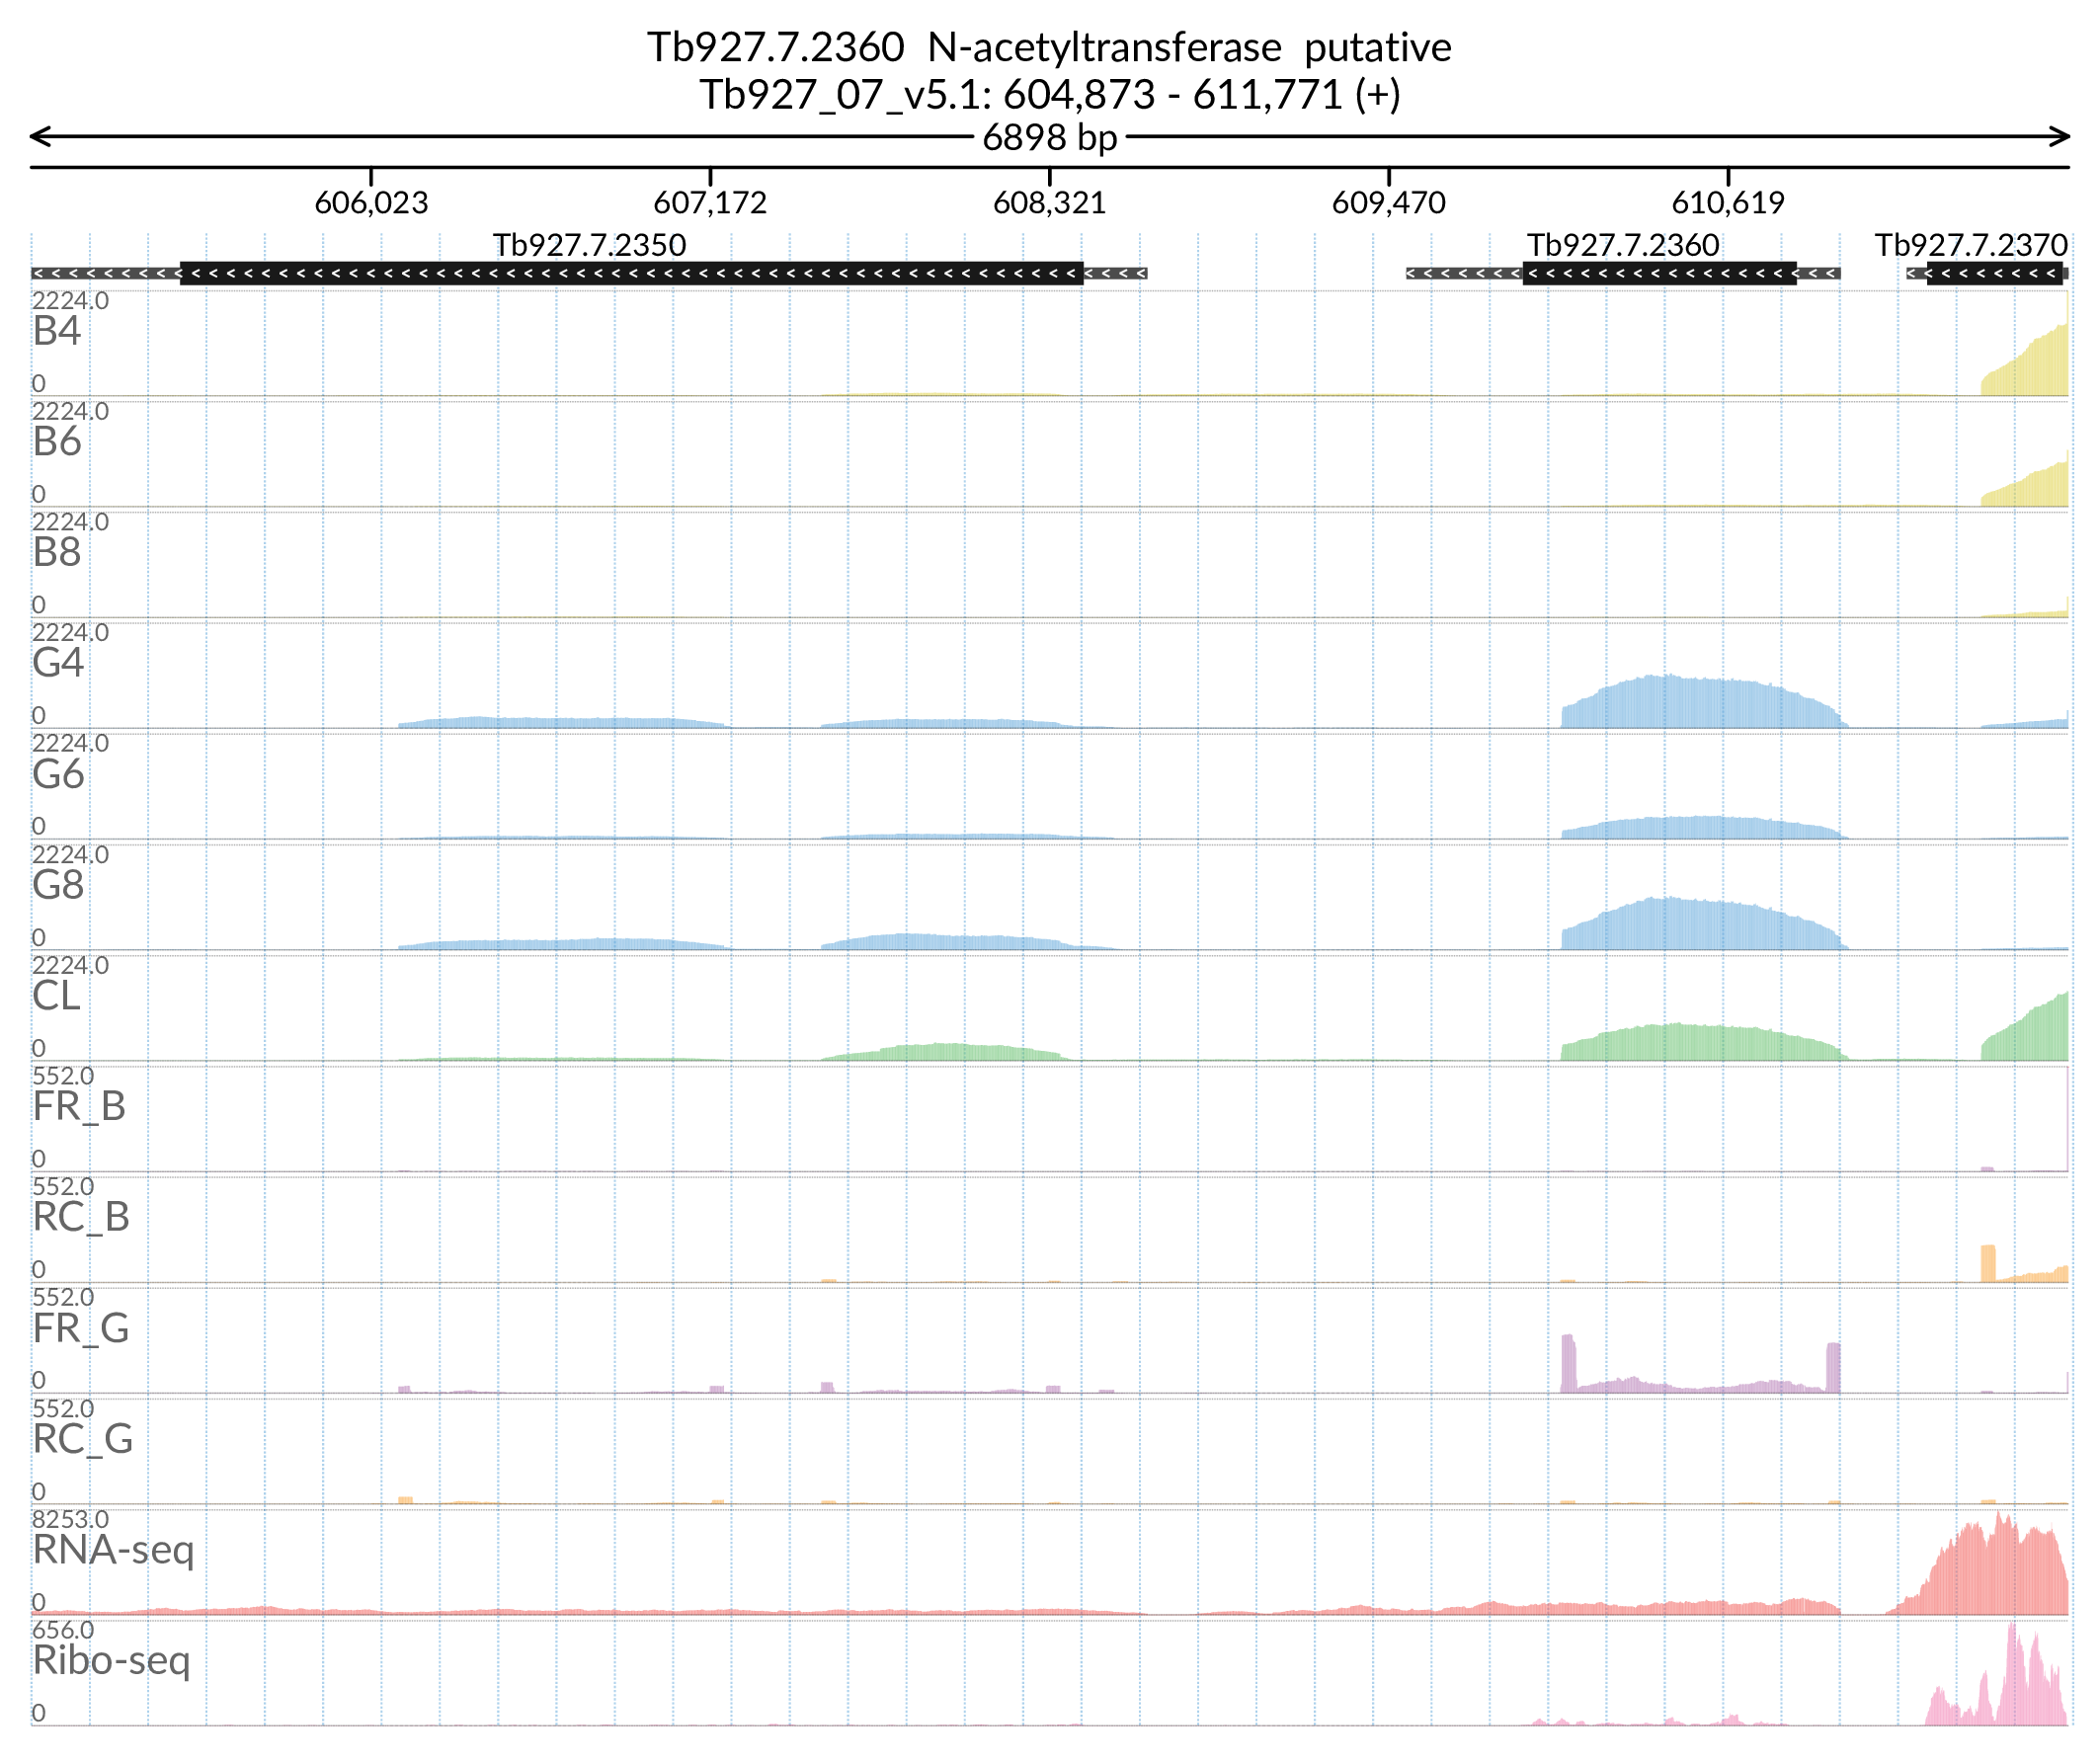 Tb927.7.2360 N-acetyltransferase putative
Tb927_07_v5.1: 604,873 - 611,771 (+)
6898 bp
606,023 607,172 608,321 609,470 610,619
Tb927.7.2350 Tb927.7.2360 Tb927.7.2370
2224.0
B4
0
2224.0
B6
0
2224.0
B8
0
2224.0
G4
0
2224.0
G6
0
2224.0
G8
0
2224.0
CL
0
552.0
FR_B
0
552.0
RC_B
0
552.0
FR_G
0
552.0
RC_G
0
8253.0
RNA-seq
0
656.0
Ribo-seq
0